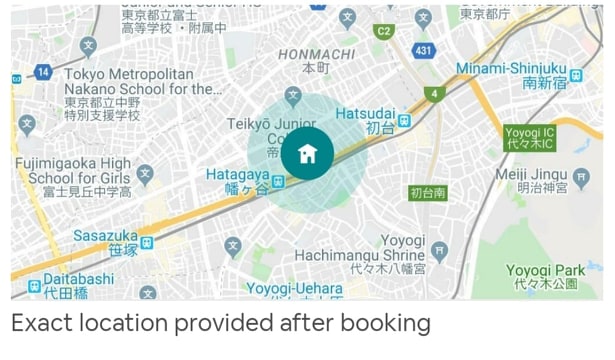 東京都立富士
高等学校・附属中
東京都庁
C2
HONMACHI
本町
431
14
Tokyo Metropolitan
Nakano School for the...
東京都立中野
特別支援学校
Minami-Shinjuku
南新宿
4
Hatsudai
初台
Teikyō Junior
Yoyogi IC
代々木IC
Fujimigaoka High
School for Girls
富士見丘中学高
Hatagaya
幡ヶ谷
初台南
Meiji Jingu
明治神宮
Sasazuka
笹塚
Yoyogi
Hachimangu Shrine
代々木八幡宮
Daitabashi
代田橋
Yoyogi-Uehara
Yoyogi Park
代々木公園
Exact location provided after booking